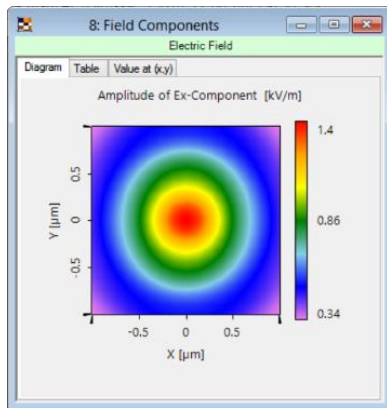 8: Field Components
Electric Field
Diagram Table Value at (x,y)
Amplitude of Ex-Component [kV/m]
1.4
0.5
0.86
Y [µm]
0
-0.5
0.34
-0.5 0 0.5
X [µm]